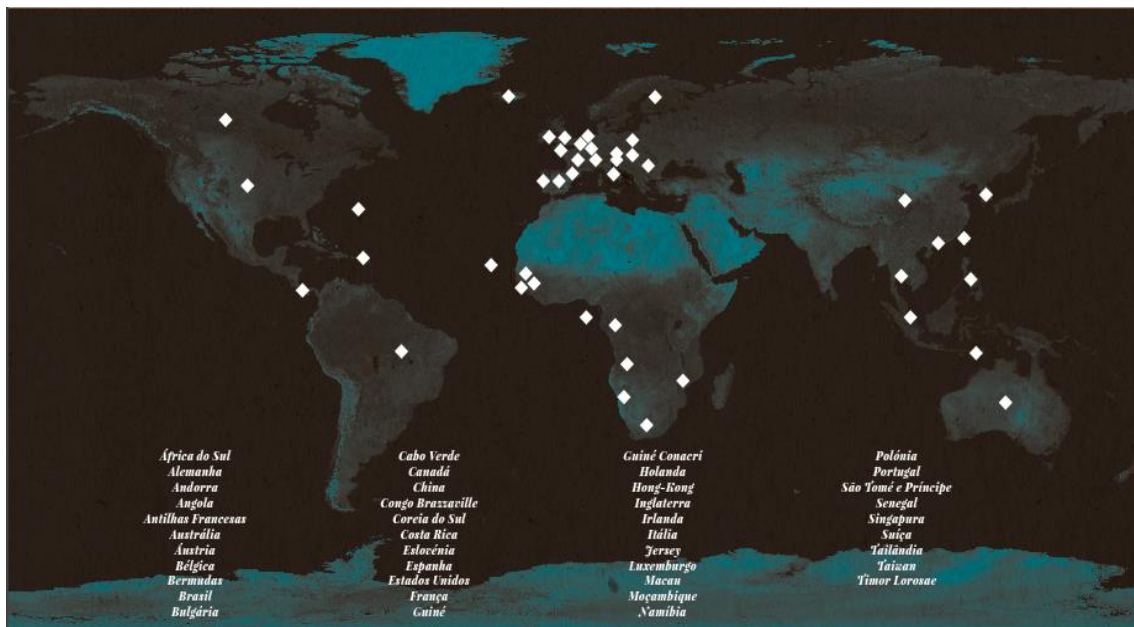 África do Sul
Alemanha
Andorra
Angola
Antilhas Francesas
Austrália
Áustria
Bélgica
Bermudas
Brasil
Bulgária
Cabo Verde
Canadá
China
Congo Brazzaville
Coreia do Sul
Costa Rica
Eslovénia
Espanha
Estados Unidos
França
Guiné
Guiné Conacri
Holanda
Hong-Kong
Inglaterra
Irlanda
Itália
Jersey
Luxemburgo
Macau
Moçambique
Namíbia
Polónia
Portugal
São Tomé e Príncipe
Senegal
Singapura
Suiça
Tailândia
Taiwan
Timor Lorosae